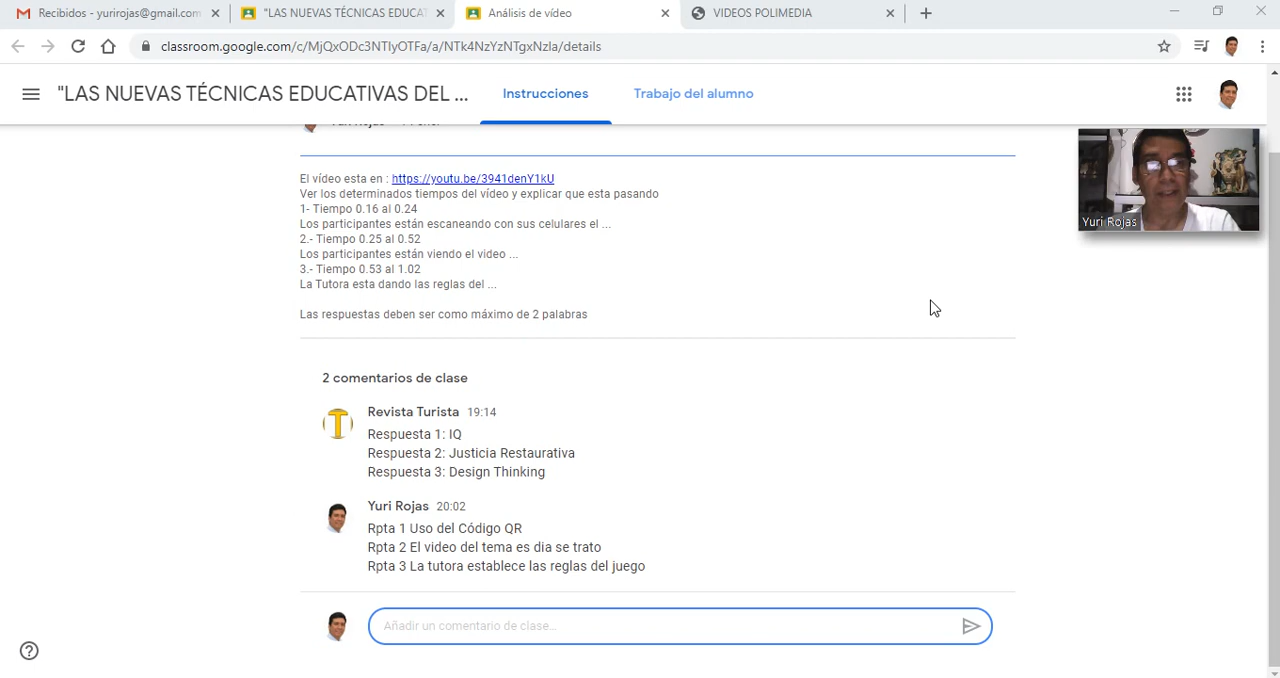 Recibidos - yurirojas@gmail.com
"LAS NUEVAS TÉCNICAS EDUCAT
Análisis de vídeo
VIDEOS POLIMEDIA
classroom.google.com/c/MjQxODc3NTIyOTFa/a/NTk4NzYzNTgxNzla/details
"LAS NUEVAS TÉCNICAS EDUCATIVAS DEL ...
Instrucciones
Trabajo del alumno
Yuri Rojas
El vídeo esta en : https://youtu.be/3941denY1kU
Ver los determinados tiempos del vídeo y explicar que esta pasando
1- Tiempo 0.16 al 0.24
Los participantes están escaneando con sus celulares el ...
2.- Tiempo 0.25 al 0.52
Los participantes están viendo el video ...
3.- Tiempo 0.53 al 1.02
La Tutora esta dando las reglas del ...
Las respuestas deben ser como máximo de 2 palabras
2 comentarios de clase
T
Revista Turista 19:14
Respuesta 1: IQ
Respuesta 2: Justicia Restaurativa
Respuesta 3: Design Thinking
Yuri Rojas 20:02
Rpta 1 Uso del Código QR
Rpta 2 El video del tema es dia se trato
Rpta 3 La tutora establece las reglas del juego
Añadir un comentario de clase...